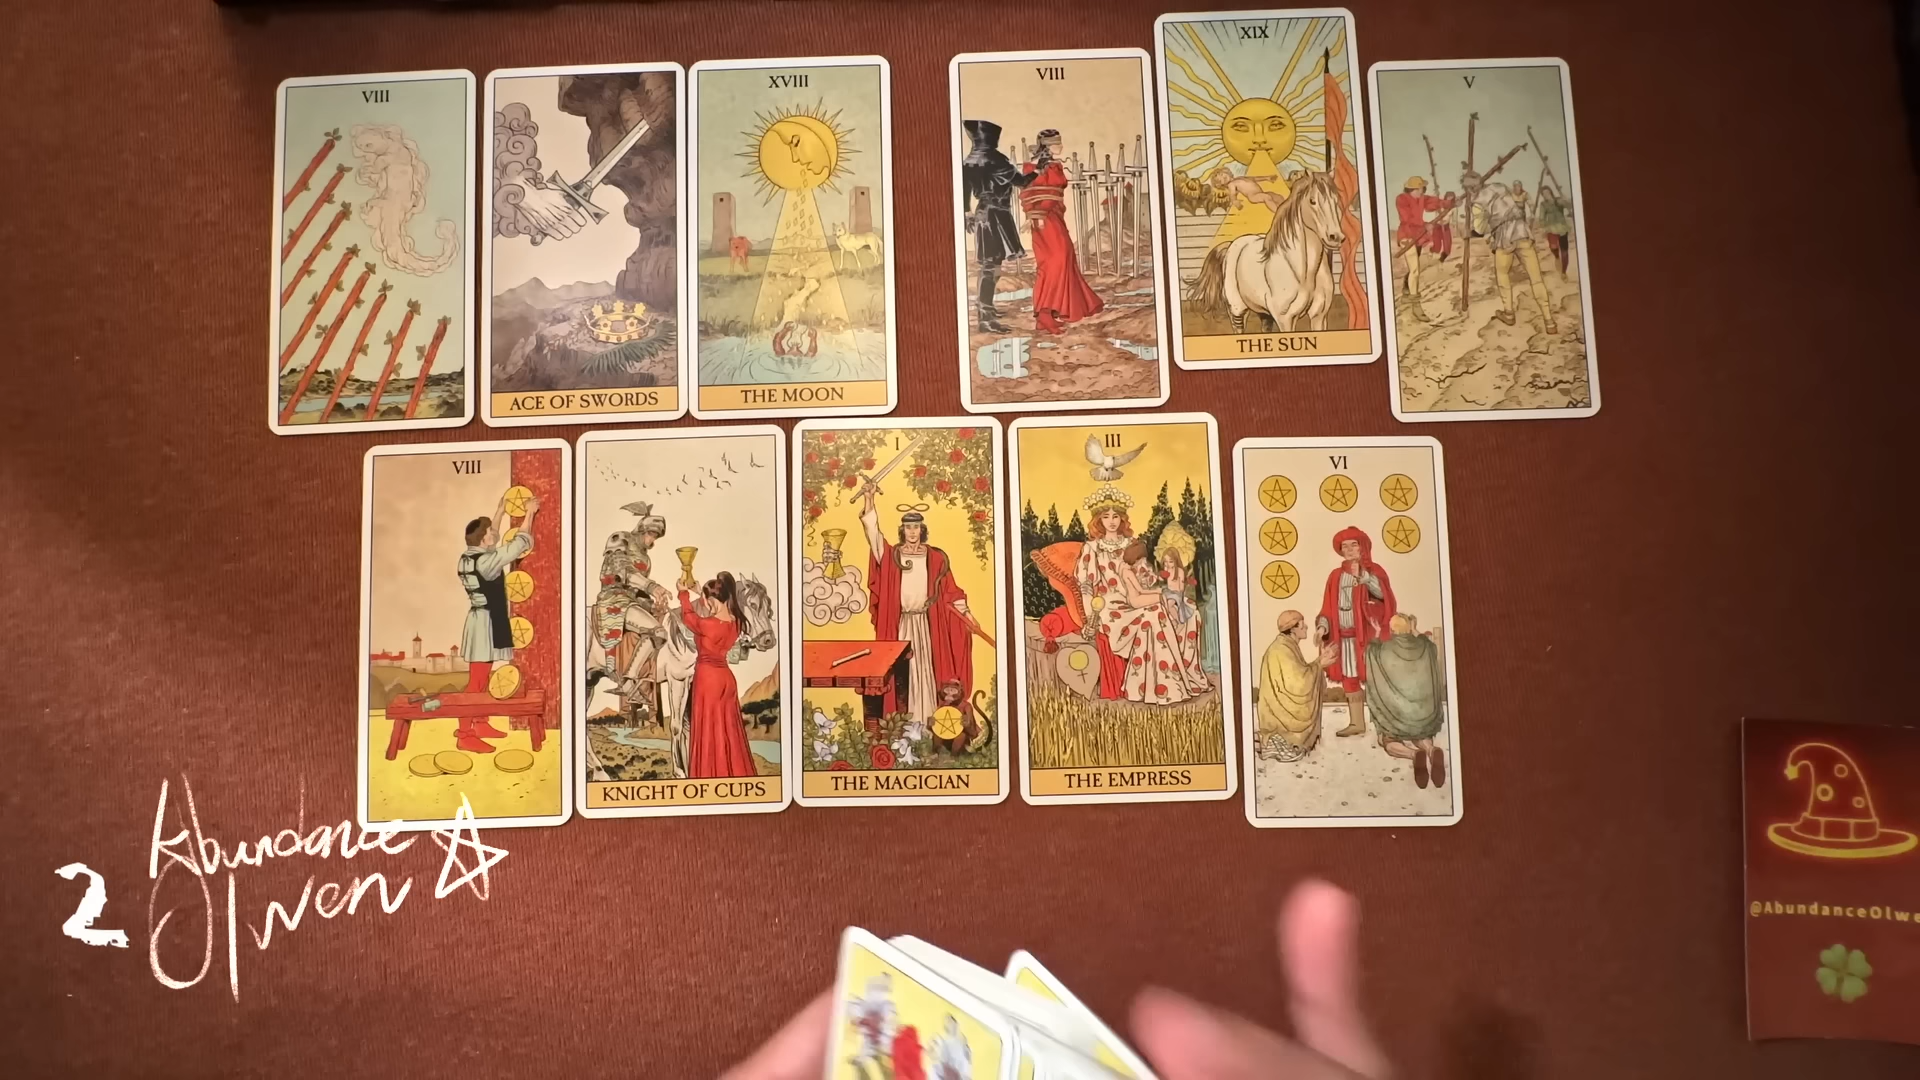 VIII
ACE OF SWORDS
XVIII
THE MOON
VIII
XIX
THE SUN
V
VIII
KNIGHT OF CUPS
I
THE MAGICIAN
III
THE EMPRESS
VI
2
Abundance
Olwen
@AbundanceOlwe